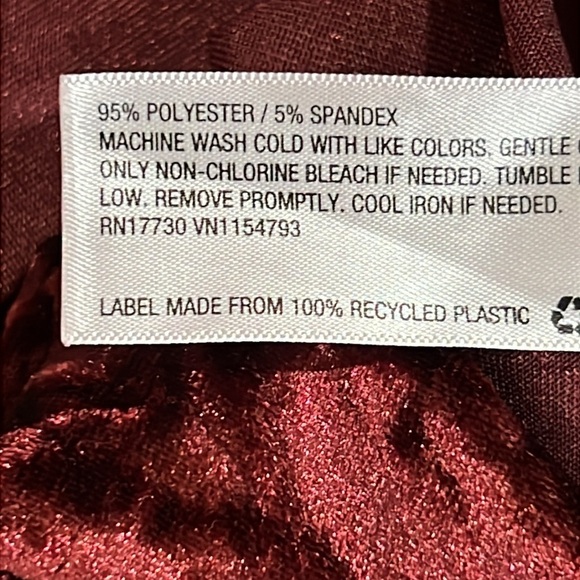 95% POLYESTER / 5% SPANDEX
MACHINE WASH COLD WITH LIKE COLORS. GENTLE
ONLY NON-CHLORINE BLEACH IF NEEDED. TUMBLE
LOW. REMOVE PROMPTLY. COOL IRON IF NEEDED.
RN17730 VN1154793
LABEL MADE FROM 100% RECYCLED PLASTIC